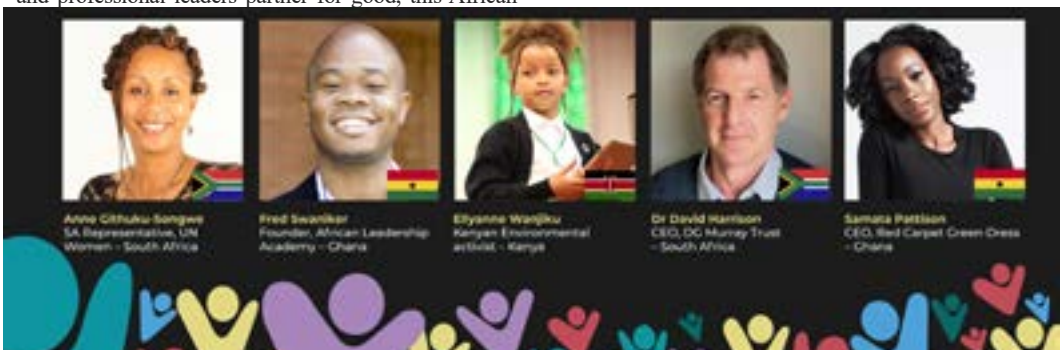 and professional leaders partner for good, this African
Anne Githuku-Songwe
SA Representative, UN
Women – South Africa
Fred Swaniker
Founder, African Leadership
Academy – Ghana
Ellyanne Wanjiku
Kenyan Environmental
activist – Kenya
Dr David Harrison
CEO, DG Murray Trust
– South Africa
Samata Pattison
CEO, Red Carpet Green Dress
– Ghana